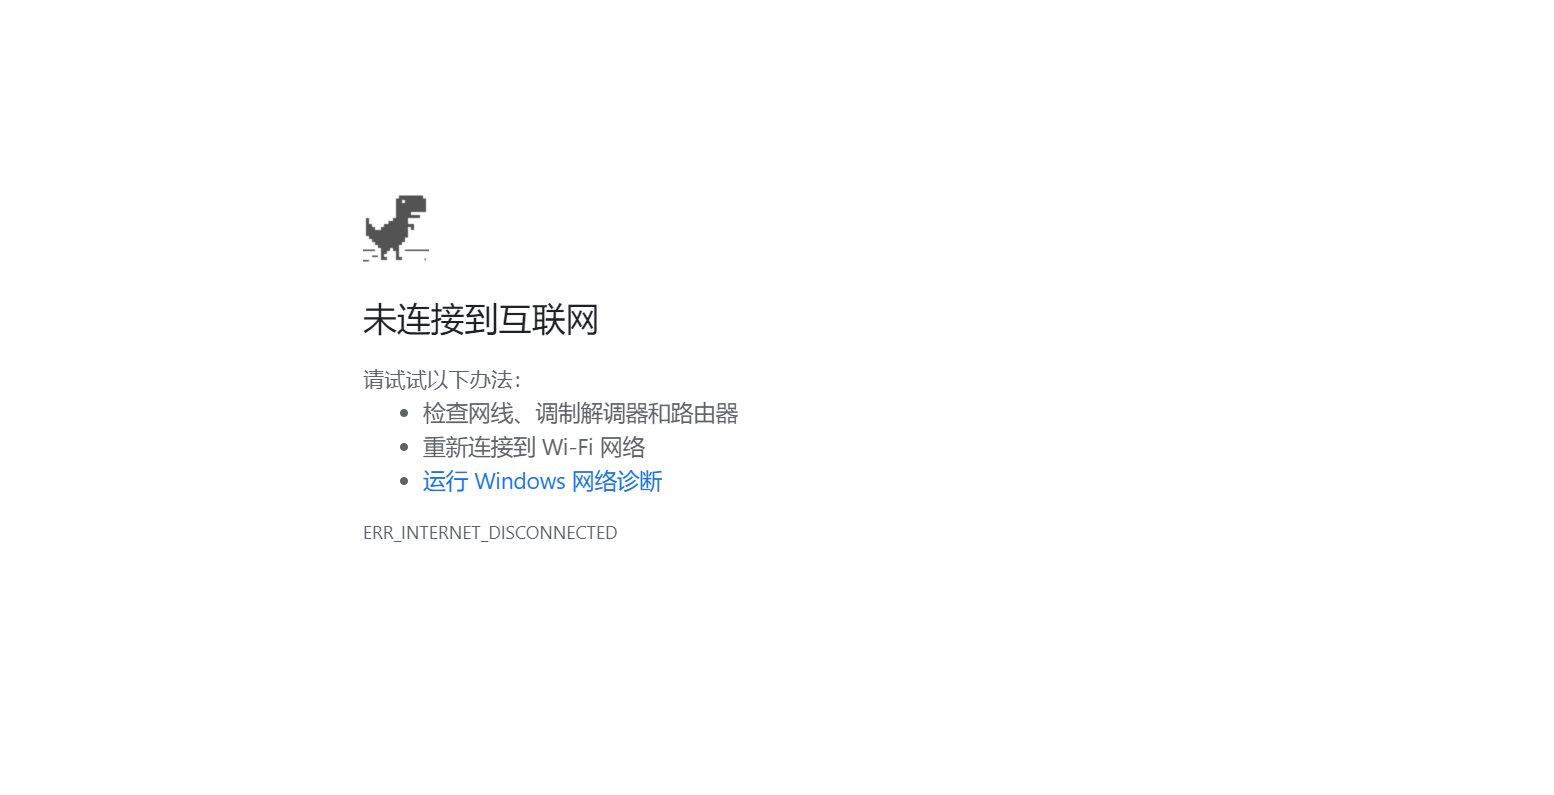 未连接到互联网
请试试以下办法：
检查网线、调制解调器和路由器
重新连接到 Wi-Fi 网络
运行 Windows 网络诊断
ERR_INTERNET_DISCONNECTED